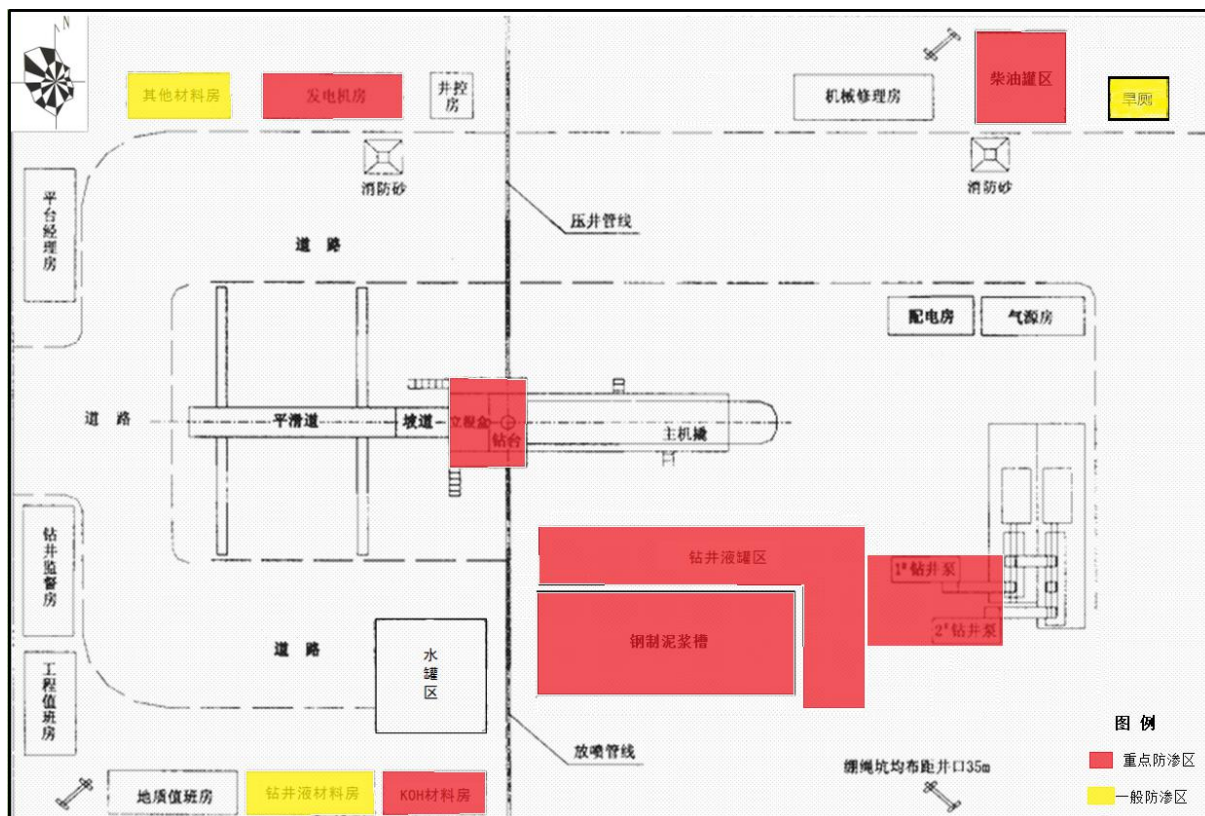 N
其他材料房
发电机房
井控房
机械修理房
柴油罐区
旱厕
消防砂
消防砂
平台经理房
道 路
压井管线
配电房
气源房
道 路
平滑道
坡道
立根盒
钻台
主机撬
钻井监督房
钻井液罐区
1#钻井泵
2#钻井泵
钢制泥浆槽
道 路
水罐区
工程值班房
放喷管线
绷绳坑均布距井口35m
地质值班房
钻井液材料房
KOH材料房
图 例
重点防渗区
一般防渗区